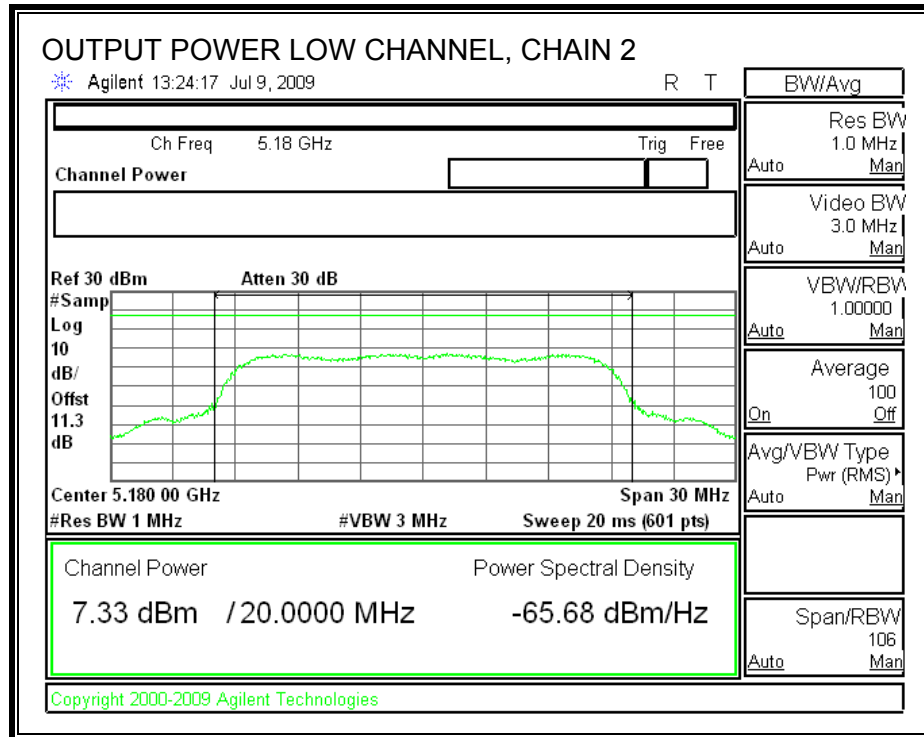 OUTPUT POWER LOW CHANNEL, CHAIN 2
Agilent 13:24:17 Jul 9, 2009 R T
Ch Freq 5.18 GHz Trig Free
Channel Power
Ref 30 dBm Atten 30 dB
#Samp
Log
10
dB/
Offst
11.3
dB
Center 5.180 00 GHz Span 30 MHz
#Res BW 1 MHz #VBW 3 MHz Sweep 20 ms (601 pts)
Channel Power Power Spectral Density
7.33 dBm / 20.0000 MHz -65.68 dBm/Hz
Copyright 2000-2009 Agilent Technologies
BW/Avg
Res BW
1.0 MHz
Auto Man
Video BW
3.0 MHz
Auto Man
VBW/RBW
1.00000
Auto Man
Average
100
On Off
Avg/VBW Type
Pwr (RMS)
Auto Man
Span/RBW
106
Auto Man